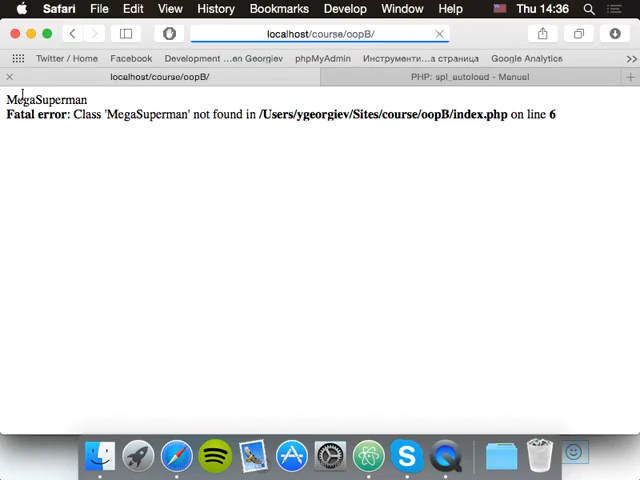 Safari File Edit View History Bookmarks Develop Window Help Thu 14:36
localhost/course/oopB/
Twitter / Home Facebook Development ...en Georgiev phpMyAdmin Инструменти... та страница Google Analytics
localhost/course/oopB/ PHP: spl_autoload - Manual
MegaSuperman
Fatal error: Class 'MegaSuperman' not found in /Users/ygeorgiev/Sites/course/oopB/index.php on line 6